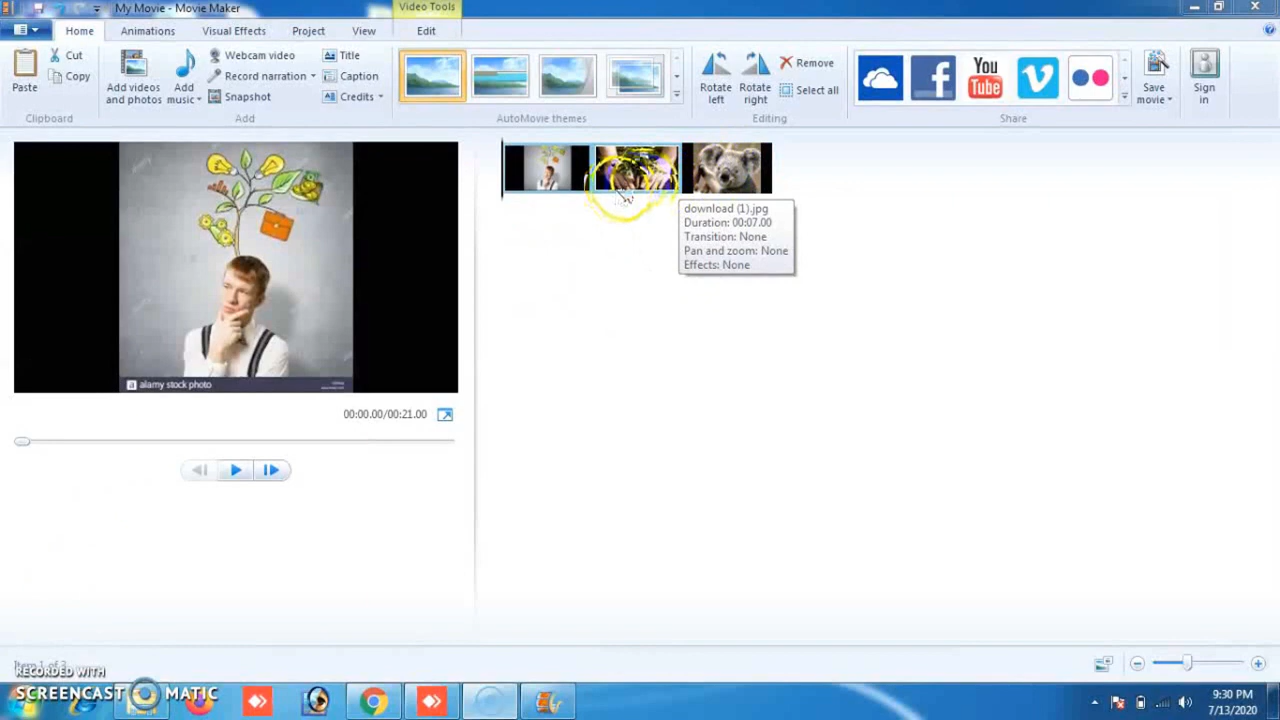 My Movie - Movie Maker
Video Tools
Home
Animations
Visual Effects
Project
View
Edit
Paste
Cut
Copy
Clipboard
Add videos and photos
Add music
Webcam video
Record narration
Snapshot
Title
Caption
Credits
Add
AutoMovie themes
Rotate left
Rotate right
Remove
Select all
Editing
You Tube
Share
Save movie
Sign in
a alamy stock photo
download (1).jpg
Duration: 00:07.00
Transition: None
Pan and zoom: None
Effects: None
00:00.00/00:21.00
Item 1 of 3
RECORDED WITH
SCREENCAST MATIC
9:30 PM
7/13/2020